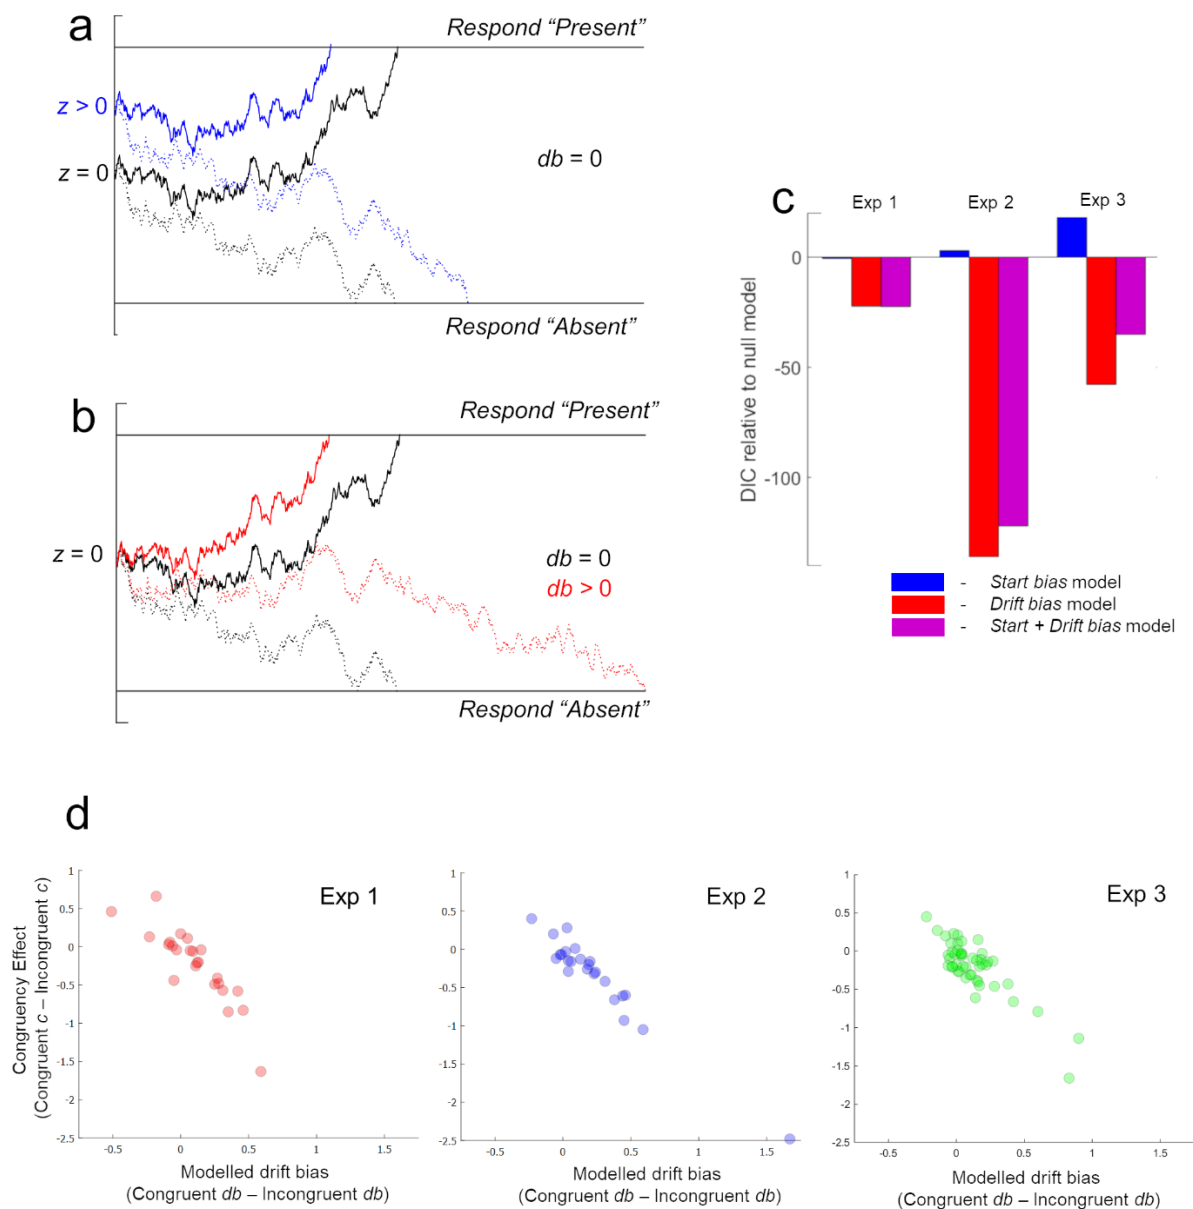 a
Respond “Present”
z > 0
z = 0
db = 0
Respond “Absent”
b
Respond “Present”
z = 0
db = 0
db > 0
Respond “Absent”
c
Exp 1
Exp 2
Exp 3
20
0
-50
-100
DIC relative to null model
- Start bias model
- Drift bias model
- Start + Drift bias model
d
Congruency Effect
(Congruent c – Incongruent c)
Exp 1
1
0.5
0
-0.5
-1
-1.5
-2
-2.5
-0.5 0 0.5 1 1.5
Modelled drift bias
(Congruent db – Incongruent db)
Exp 2
1
0.5
0
-0.5
-1
-1.5
-2
-2.5
-0.5 0 0.5 1 1.5
Modelled drift bias
(Congruent db – Incongruent db)
Exp 3
1
0.5
0
-0.5
-1
-1.5
-2
-2.5
-0.5 0 0.5 1 1.5
Modelled drift bias
(Congruent db – Incongruent db)